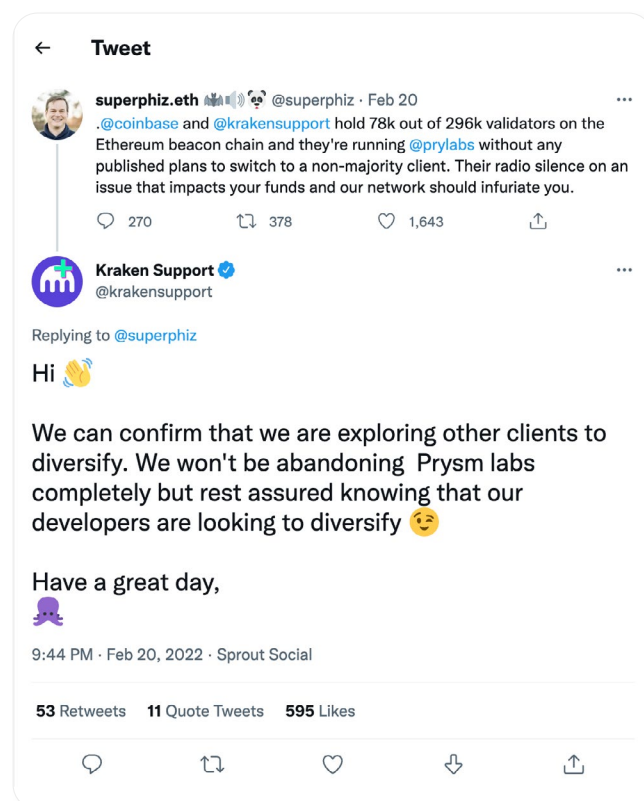 Tweet
superphiz.eth 🦇🔊🐼 @superphiz · Feb 20
.@coinbase and @krakensupport hold 78k out of 296k validators on the
Ethereum beacon chain and they're running @prylabs without any
published plans to switch to a non-majority client. Their radio silence on an
issue that impacts your funds and our network should infuriate you.
270 378 1,643
Kraken Support
@krakensupport
Replying to @superphiz
Hi 👋
We can confirm that we are exploring other clients to
diversify. We won't be abandoning  Prysm labs
completely but rest assured knowing that our
developers are looking to diversify 😉
Have a great day,
🐙
9:44 PM · Feb 20, 2022 · Sprout Social
53 Retweets 11 Quote Tweets 595 Likes